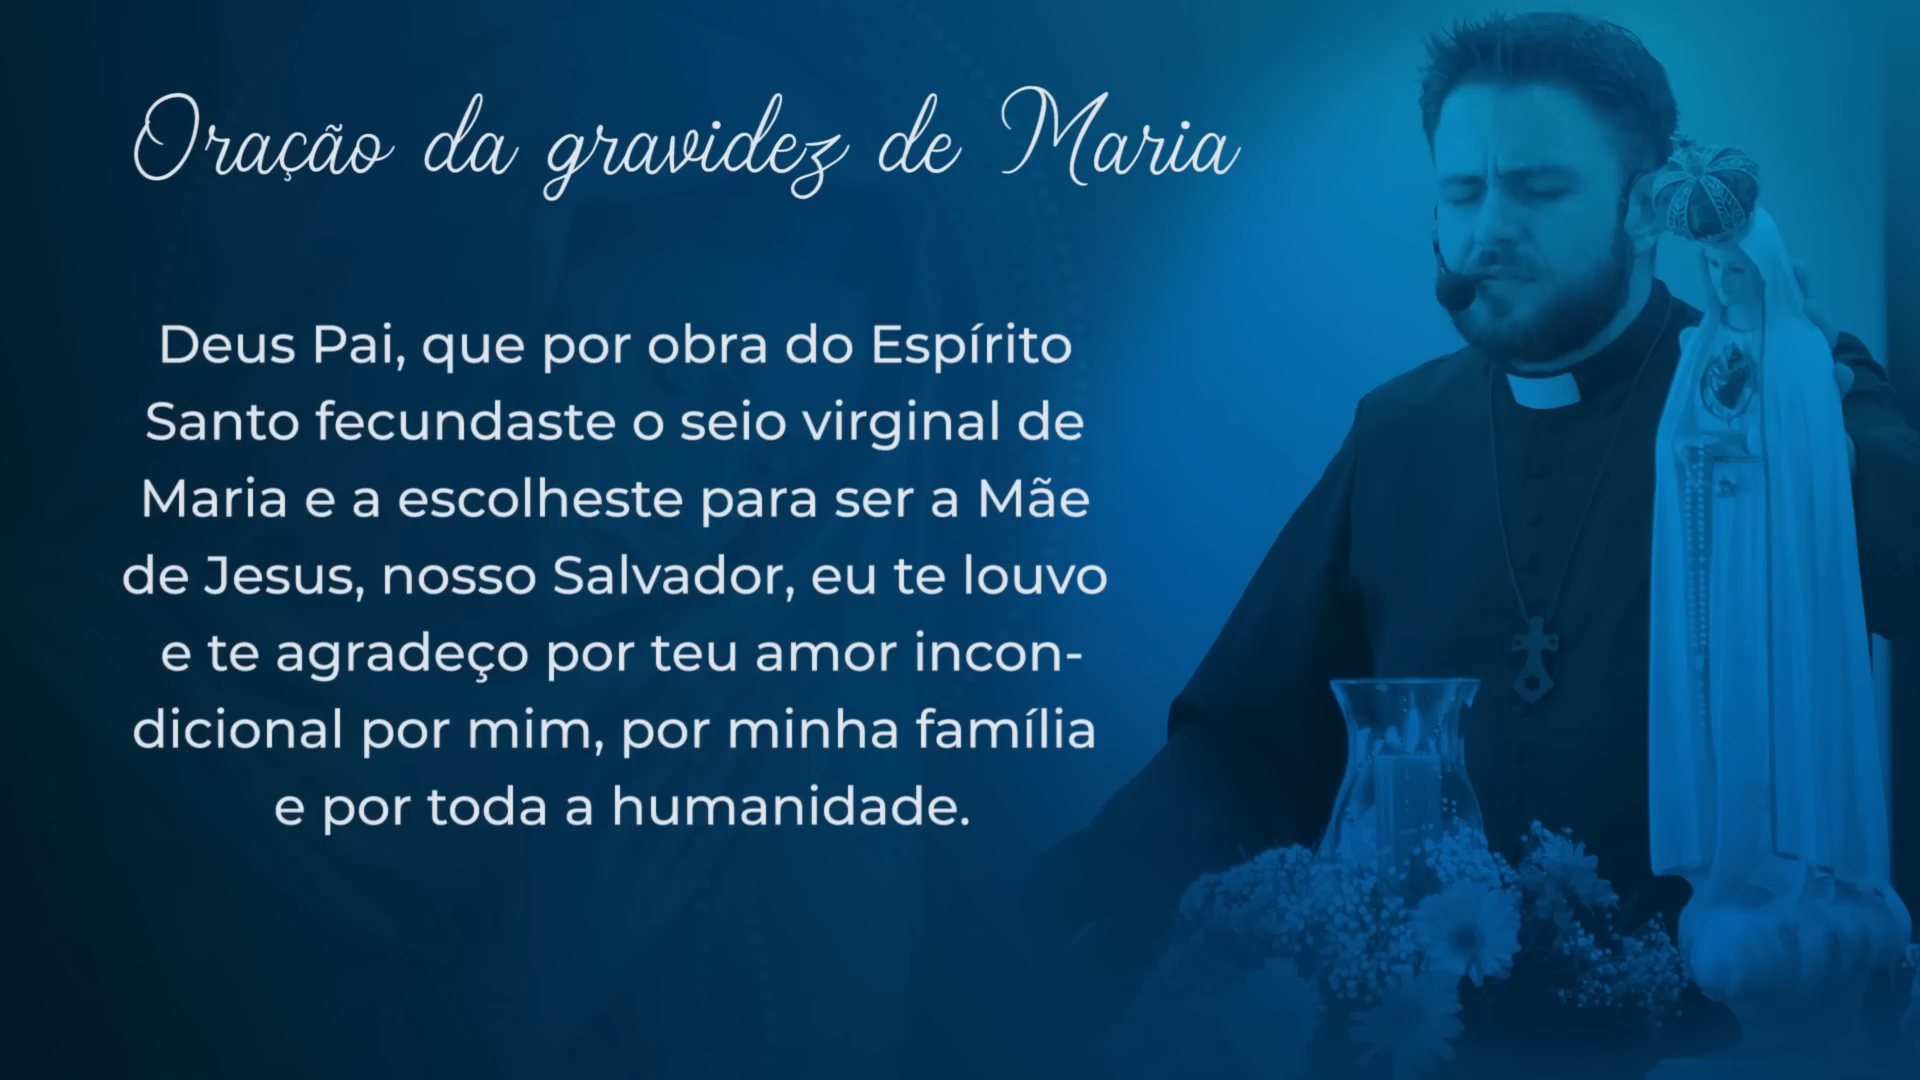 Oração da gravidez de Maria
Deus Pai, que por obra do Espírito
Santo fecundaste o seio virginal de
Maria e a escolheste para ser a Mãe
de Jesus, nosso Salvador, eu te louvo
e te agradeço por teu amor incon-
dicional por mim, por minha família
e por toda a humanidade.